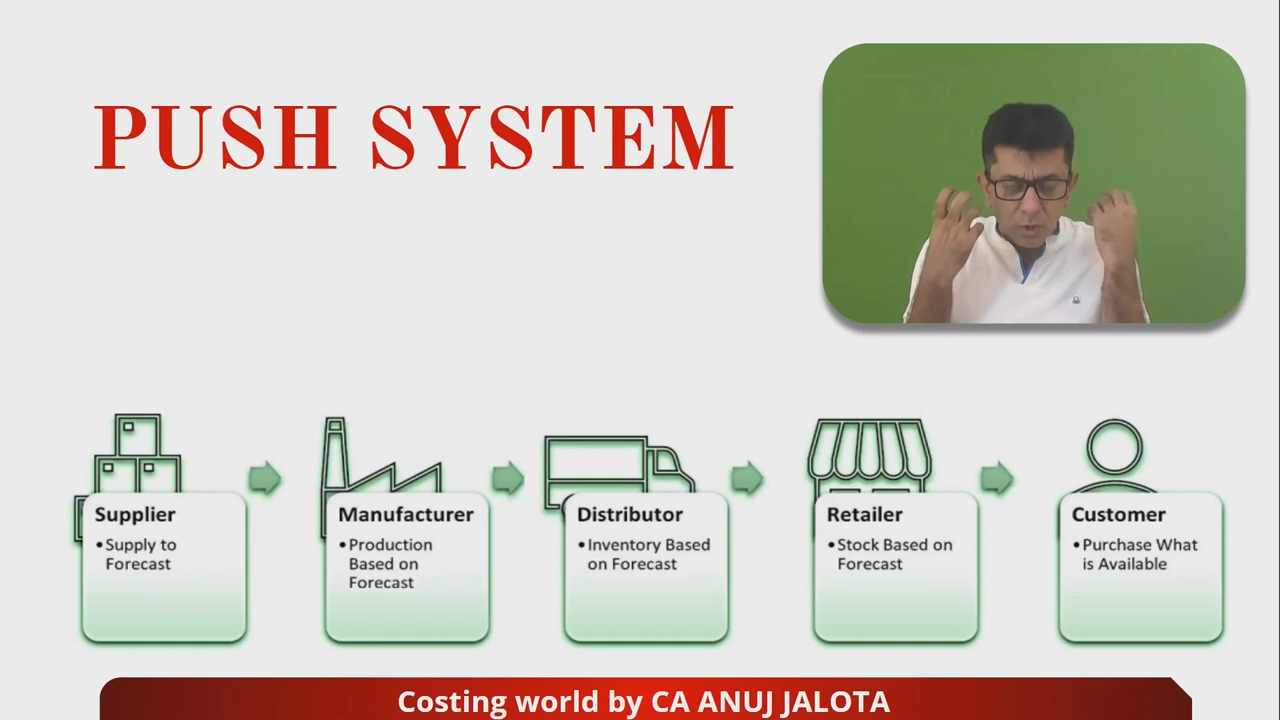 PUSH SYSTEM
Supplier
•Supply to
Forecast
Manufacturer
•Production
Based on
Forecast
Distributor
•Inventory Based
on Forecast
Retailer
•Stock Based on
Forecast
Customer
•Purchase What
is Available
Costing world by CA ANUJ JALOTA